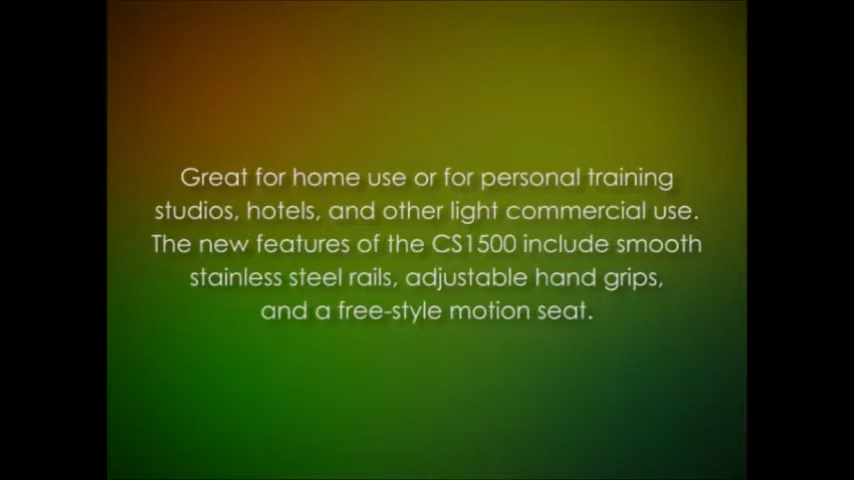 Great for home use or for personal training
studios, hotels, and other light commercial use.
The new features of the CS1500 include smooth
stainless steel rails, adjustable hand grips,
and a free-style motion seat.